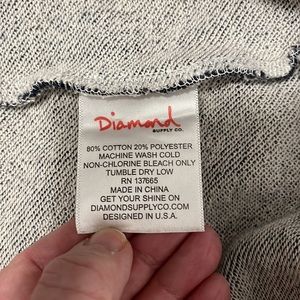 Diamond
SUPPLY CO.
80% COTTON 20% POLYESTER
MACHINE WASH COLD
NON-CHLORINE BLEACH ONLY
TUMBLE DRY LOW
RN 137665
MADE IN CHINA
GET YOUR SHINE ON
DIAMONDSUPPLYCO.COM
DESIGNED IN U.S.A.